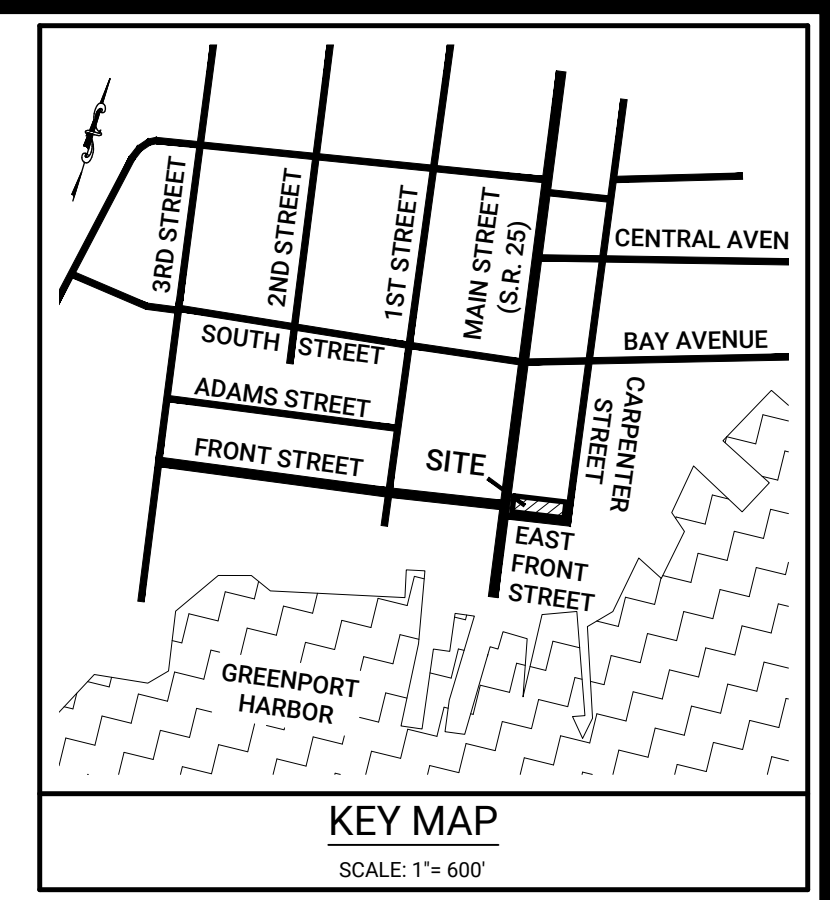 3RD STREET
2ND STREET
1ST STREET
MAIN STREET
(S.R. 25)
CENTRAL AVEN
BAY AVENUE
SOUTH STREET
ADAMS STREET
FRONT STREET
SITE
CARPENTER
STREET
EAST
FRONT
STREET
GREENPORT
HARBOR
KEY MAP
SCALE: 1"= 600'